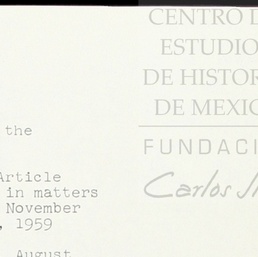 CENTRO D
ESTUDIO
DE HISTOR
DE MEXIC
FUNDACI
Carlos
the
Article
in matters
November
, 1959
August